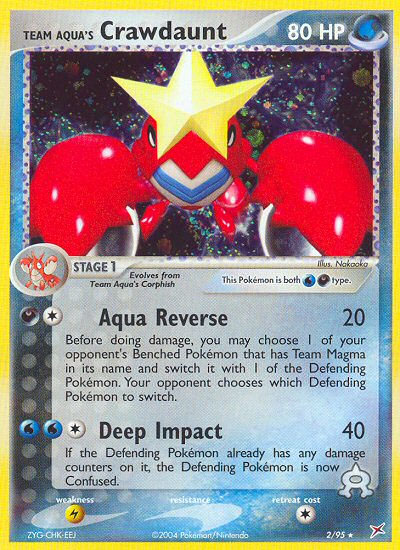 TEAM AQUA'S Crawdaunt 80 HP
Illus. Nakaoka
STAGE 1
Evolves from
Team Aqua's Corphish
This Pokémon is both type.
Aqua Reverse 20
Before doing damage, you may choose 1 of your
opponent's Benched Pokémon that has Team Magma
in its name and switch it with 1 of the Defending
Pokémon. Your opponent chooses which Defending
Pokémon to switch.
Deep Impact 40
If the Defending Pokémon already has any damage
counters on it, the Defending Pokémon is now
Confused.
weakness resistance retreat cost
ZYG-CHK-EEJ ©2004 Pokémon/Nintendo 2/95 ★